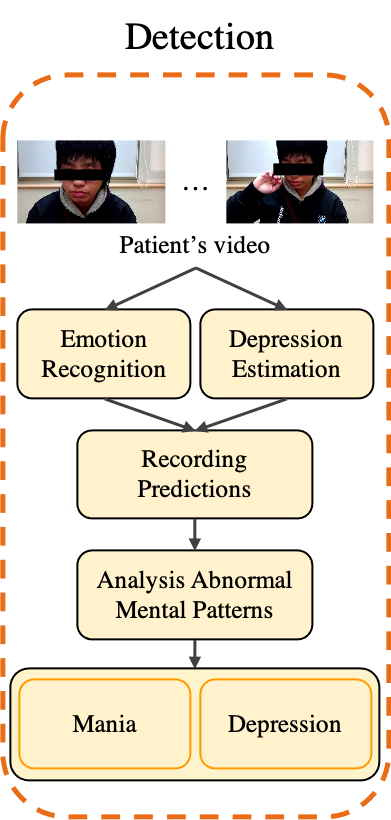 Detection
...
Patient's video
Emotion
Recognition
Depression
Estimation
Recording
Predictions
Analysis Abnormal
Mental Patterns
Mania
Depression